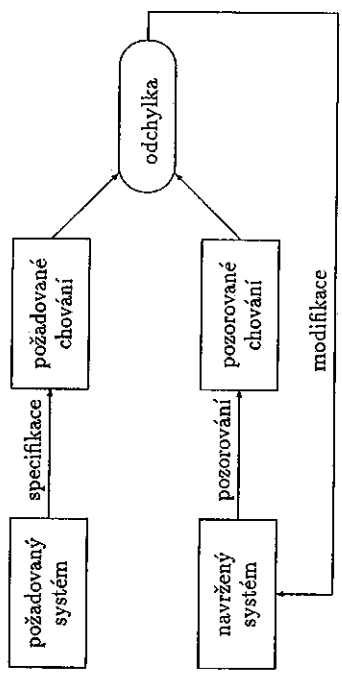 požadovaný
systém
specifikace
požadované
chování
odchylka
navržený
systém
pozorování
pozorované
chování
modifikace